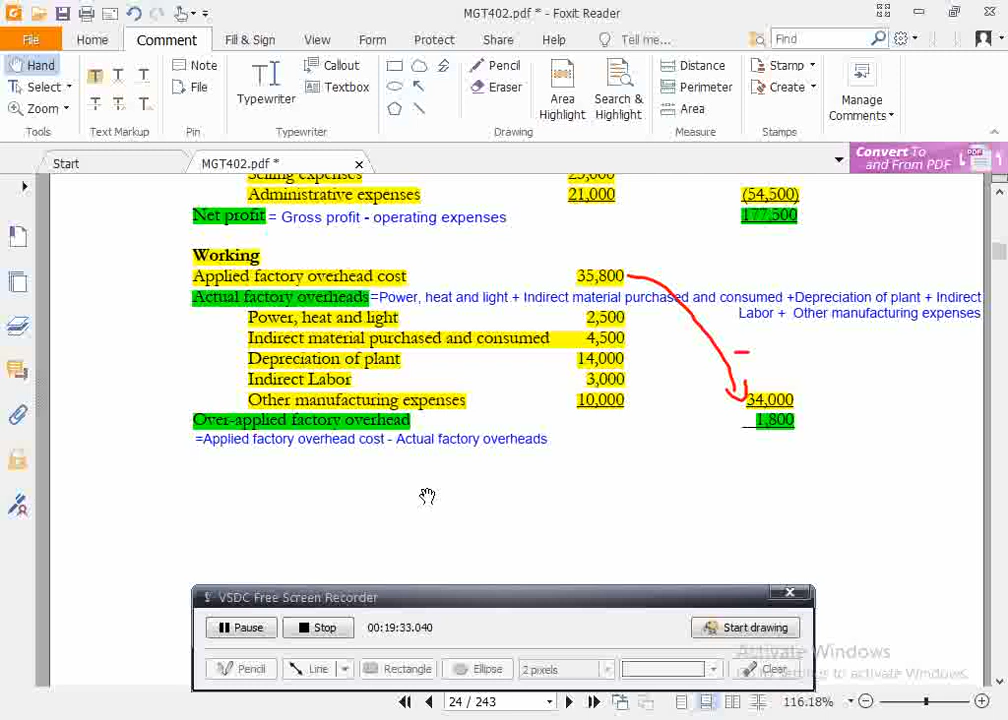 MGT402.pdf * - Foxit Reader
File Home Comment Fill & Sign View Form Protect Share Help Tell me... Find
Hand Note Callout Pencil Distance Stamp
Select File Typewriter Textbox Eraser Area Highlight Search & Highlight Perimeter Create Manage Comments
Zoom Area
Tools Text Markup Pin Typewriter Drawing Measure Stamps
Start MGT402.pdf * Convert To and From PDF PDF
Selling expenses
Administrative expenses 21,000 (54,500)
Net profit = Gross profit - operating expenses 177,500
Working
Applied factory overhead cost 35,800
Actual factory overheads =Power, heat and light + Indirect material purchased and consumed +Depreciation of plant + Indirect
Labor + Other manufacturing expenses
Power, heat and light 2,500
Indirect material purchased and consumed 4,500
Depreciation of plant 14,000
Indirect Labor 3,000
Other manufacturing expenses 10,000 34,000
Over-applied factory overhead 1,800
=Applied factory overhead cost - Actual factory overheads
VSDC Free Screen Recorder
Pause Stop 00:19:33.040 Start drawing
Activate Windows
Pencil Line Rectangle Ellipse 2 pixels Clear
to activate Windows.
24 / 243 116.18%